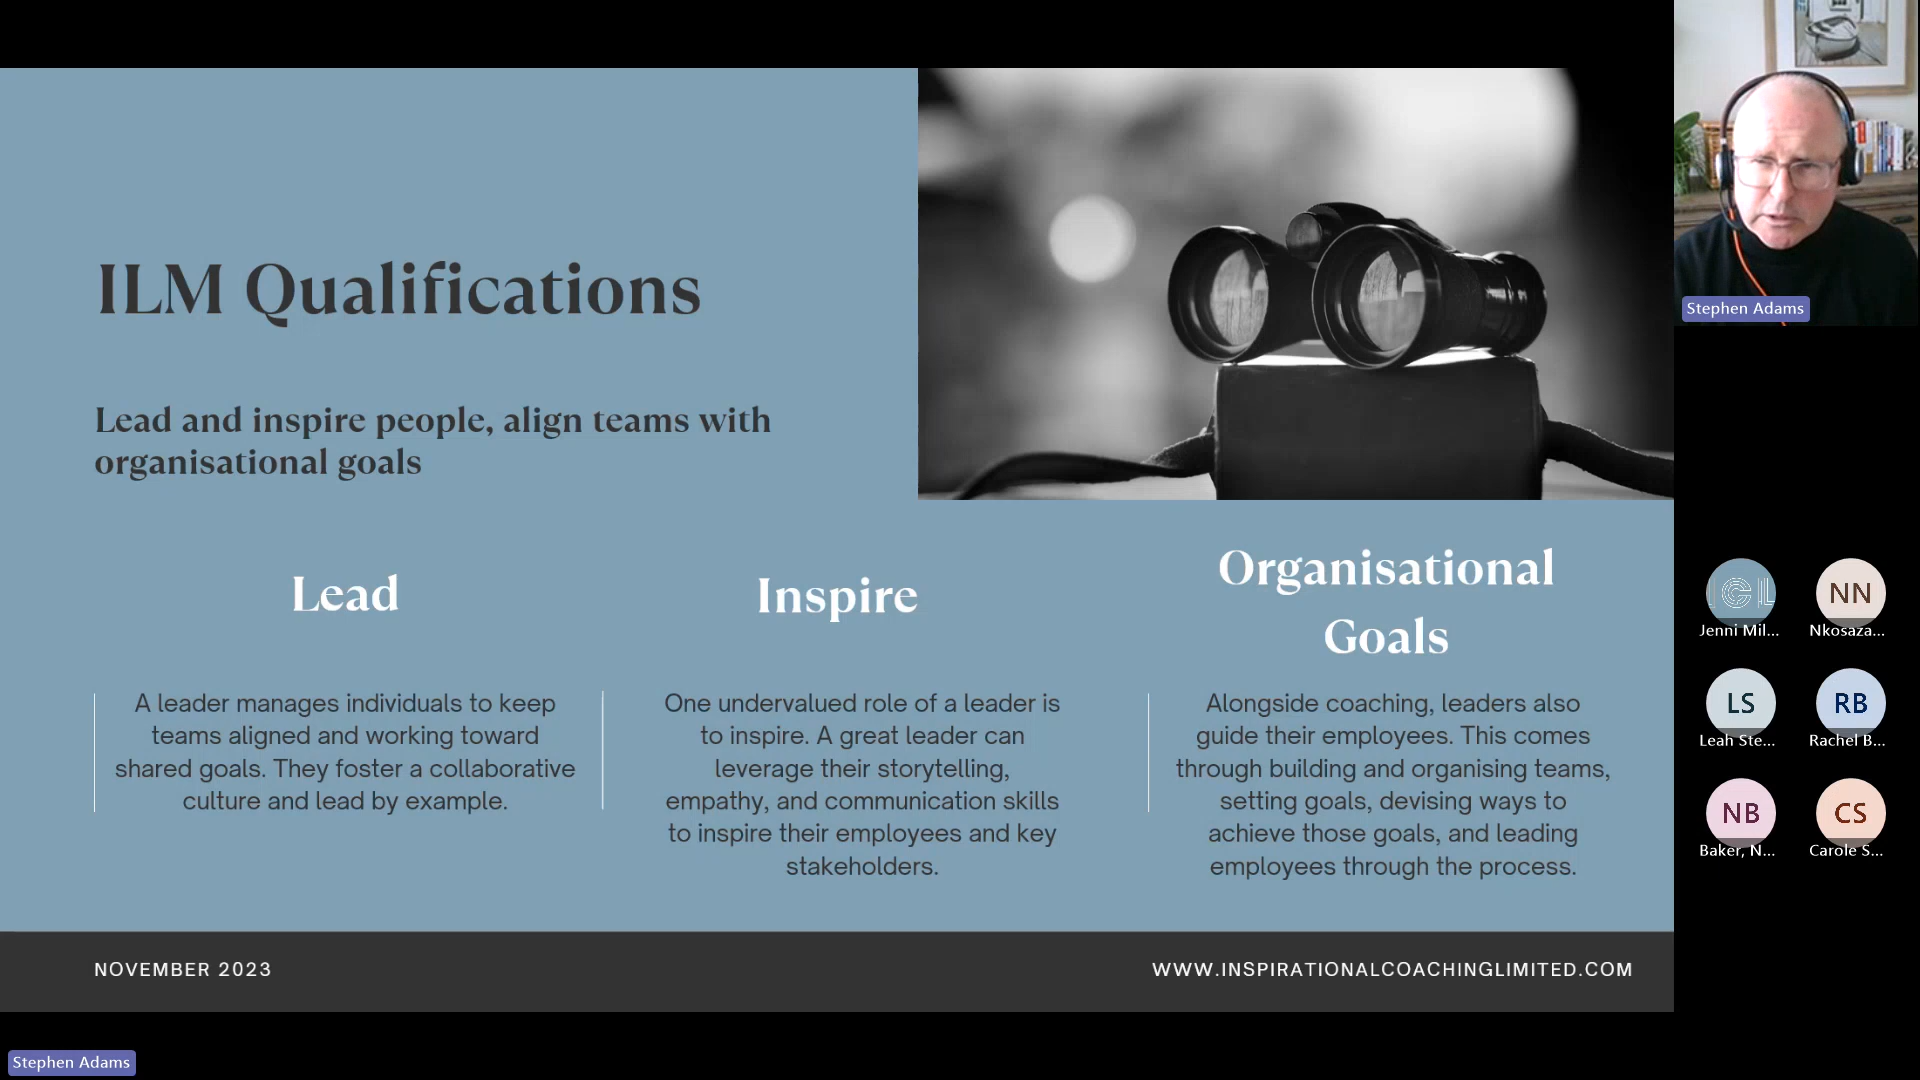 ILM Qualifications
Lead and inspire people, align teams with
organisational goals
Lead
A leader manages individuals to keep
teams aligned and working toward
shared goals. They foster a collaborative
culture and lead by example.
Inspire
One undervalued role of a leader is
to inspire. A great leader can
leverage their storytelling,
empathy, and communication skills
to inspire their employees and key
stakeholders.
Organisational
Goals
Alongside coaching, leaders also
guide their employees. This comes
through building and organising teams,
setting goals, devising ways to
achieve those goals, and leading
employees through the process.
NOVEMBER 2023
WWW.INSPIRATIONALCOACHINGLIMITED.COM
Stephen Adams
Stephen Adams
ICL
Jenni Mil...
NN
Nkosaza...
LS
Leah Ste...
RB
Rachel B...
NB
Baker, N...
CS
Carole S...